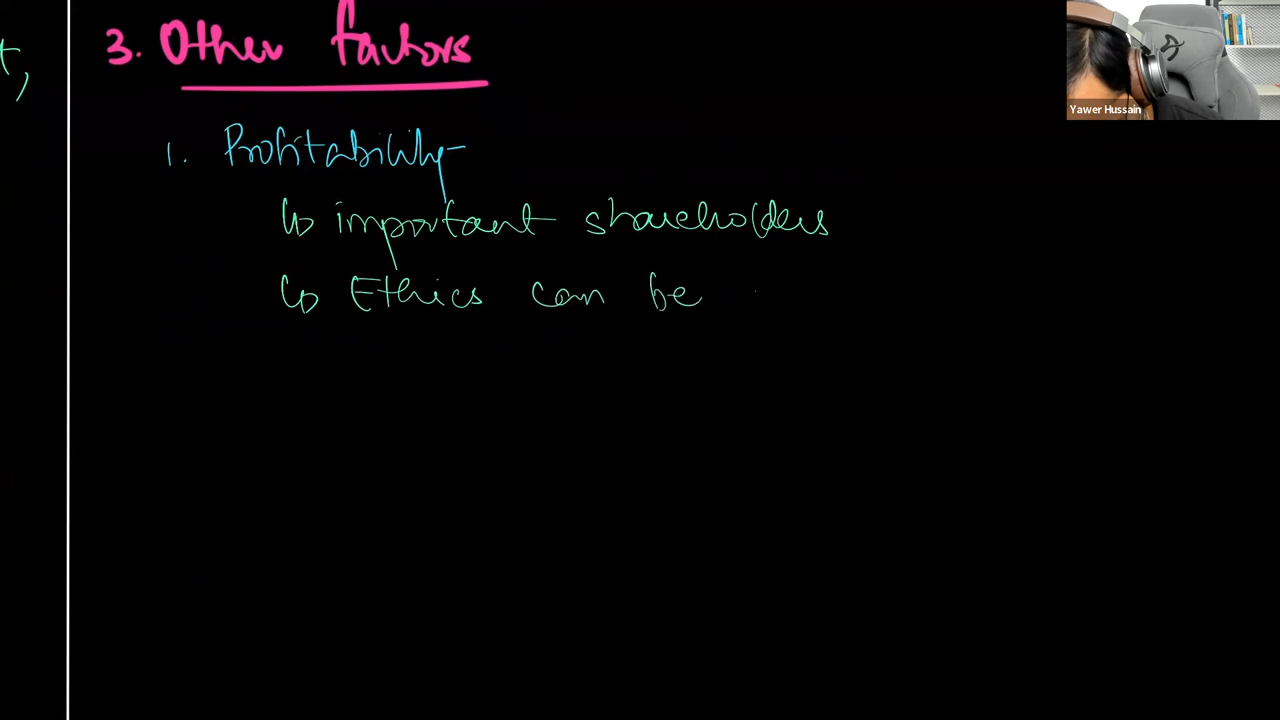 3. Other factors
t,
1. Profitability-
↳ important shareholders
↳ Ethics can be
Yawer Hussain